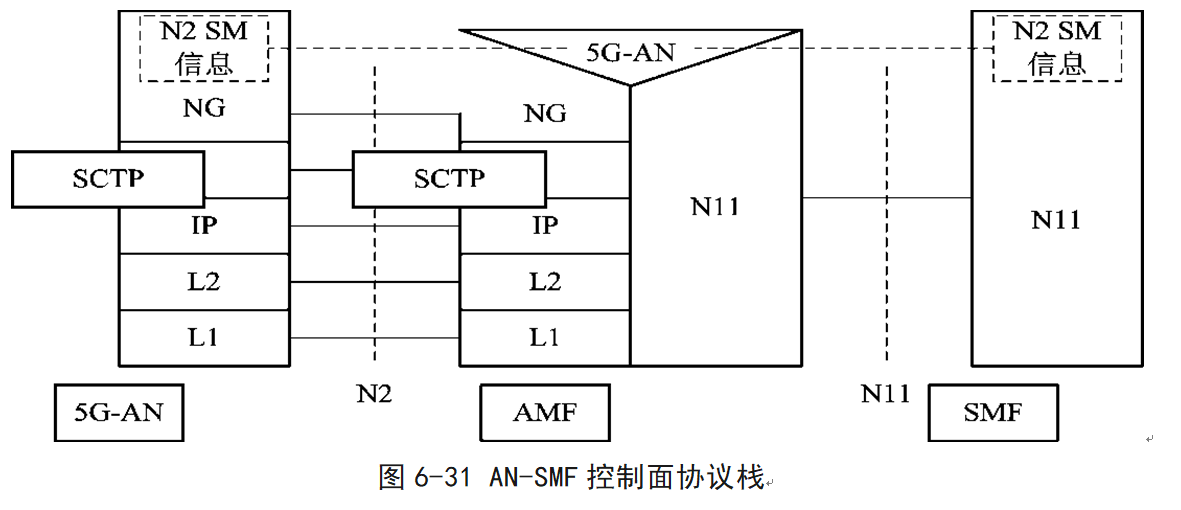 N2 SM
信息
5G-AN
N2 SM
信息
NG
NG
SCTP
SCTP
N11
N11
IP
IP
L2
L2
L1
L1
5G-AN
N2
AMF
N11
SMF
图 6-31 AN-SMF 控制面协议栈